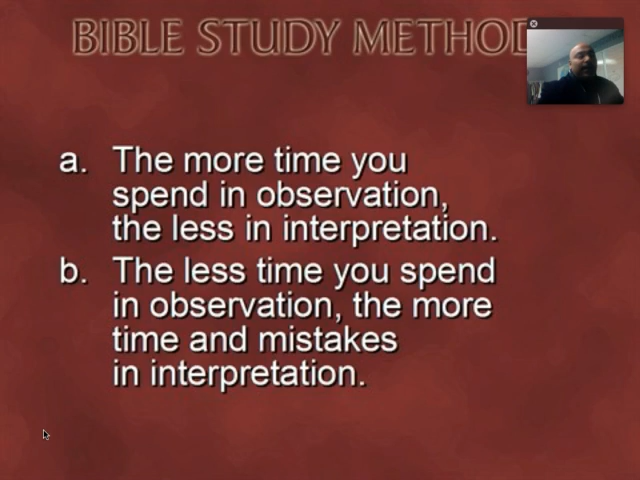 BIBLE STUDY METHOD
a. The more time you
spend in observation,
the less in interpretation.
b. The less time you spend
in observation, the more
time and mistakes
in interpretation.